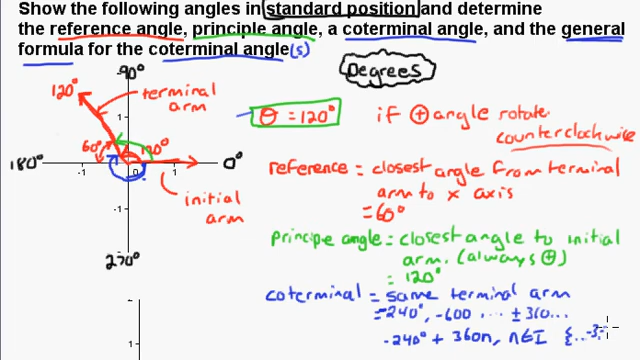 Show the following angles in standard position and determine
the reference angle, principle angle, a coterminal angle, and the general
formula for the coterminal angle(s)
Degrees
90°
120°
terminal
arm
θ = 120°
if ⊕ angle rotate
counterclockwise
60°
120°
180°
0°
-1
0
1
initial
arm
-1
270°
reference = closest angle from terminal
arm to x axis
= 60°
principe angle = closest angle to initial
arm. (always ⊕)
= 120°
coterminal = same terminal arm
= -240°, -600 ... ± 360...
-240° + 360n, n∈I {...-3,
1